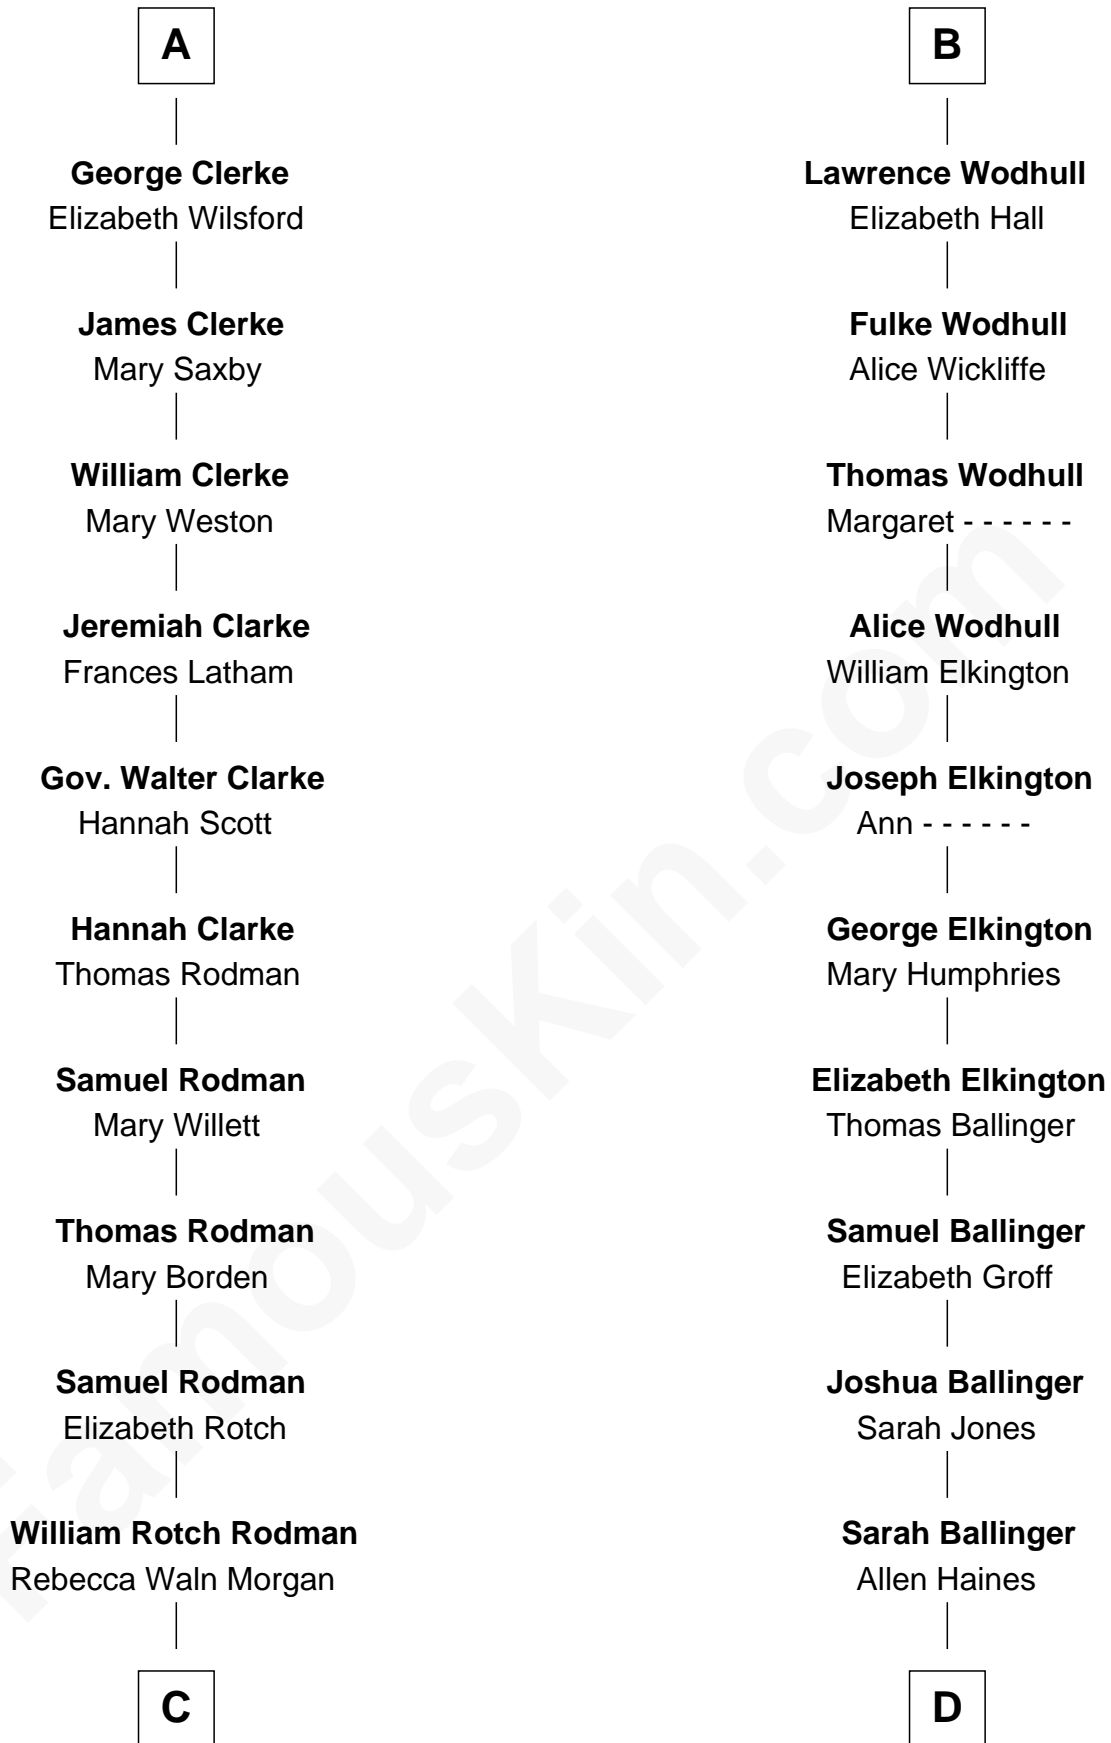 A
George Clerke
Elizabeth Wilsford
James Clerke
Mary Saxby
William Clerke
Mary Weston
Jeremiah Clarke
Frances Latham
Gov. Walter Clarke
Hannah Scott
Hannah Clarke
Thomas Rodman
Samuel Rodman
Mary Willett
Thomas Rodman
Mary Borden
Samuel Rodman
Elizabeth Rotch
William Rotch Rodman
Rebecca Waln Morgan
C
B
Lawrence Wodhull
Elizabeth Hall
Fulke Wodhull
Alice Wickliffe
Thomas Wodhull
Margaret - - - - - -
Alice Wodhull
William Elkington
Joseph Elkington
Ann - - - - - -
George Elkington
Mary Humphries
Elizabeth Elkington
Thomas Ballinger
Samuel Ballinger
Elizabeth Groff
Joshua Ballinger
Sarah Jones
Sarah Ballinger
Allen Haines
D
FamousKin.com